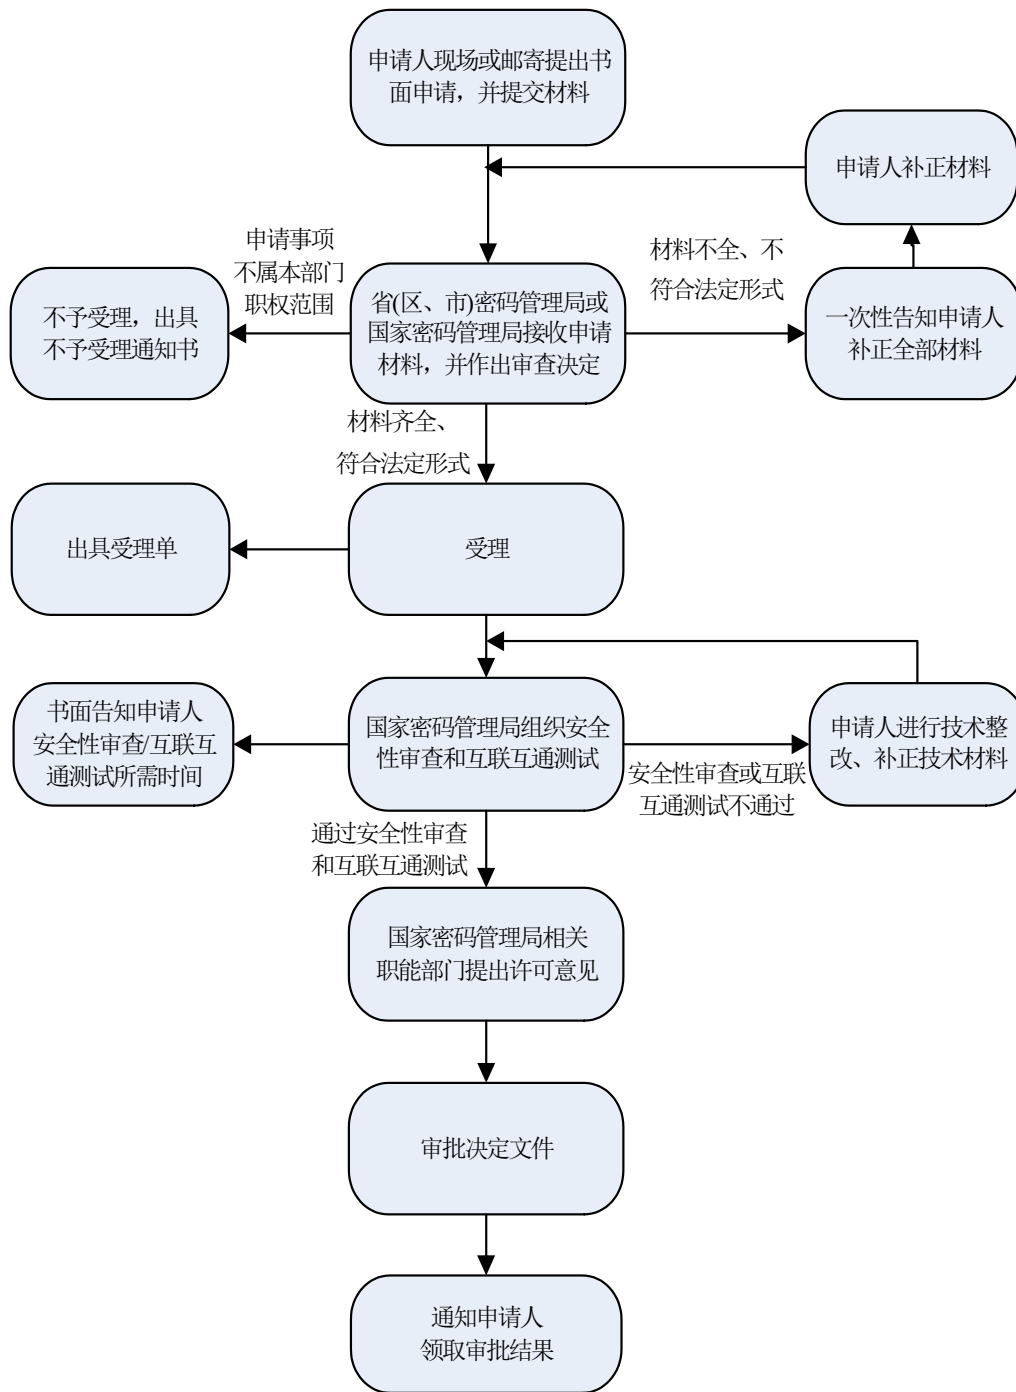 申请人现场或邮寄提出书
面申请，并提交材料
申请人补正材料
申请事项
不属本部门
职权范围
材料不全、不
符合法定形式
不予受理，出具
不予受理通知书
省(区、市)密码管理局或
国家密码管理局接收申请
材料，并作出审查决定
一次性告知申请人
补正全部材料
材料齐全、
符合法定形式
出具受理单
受理
书面告知申请人
安全性审查/互联互
通测试所需时间
国家密码管理局组织安全
性审查和互联互通测试
申请人进行技术整
改、补正技术材料
安全性审查或互联
互通测试不通过
通过安全性审查
和互联互通测试
国家密码管理局相关
职能部门提出许可意见
审批决定文件
通知申请人
领取审批结果